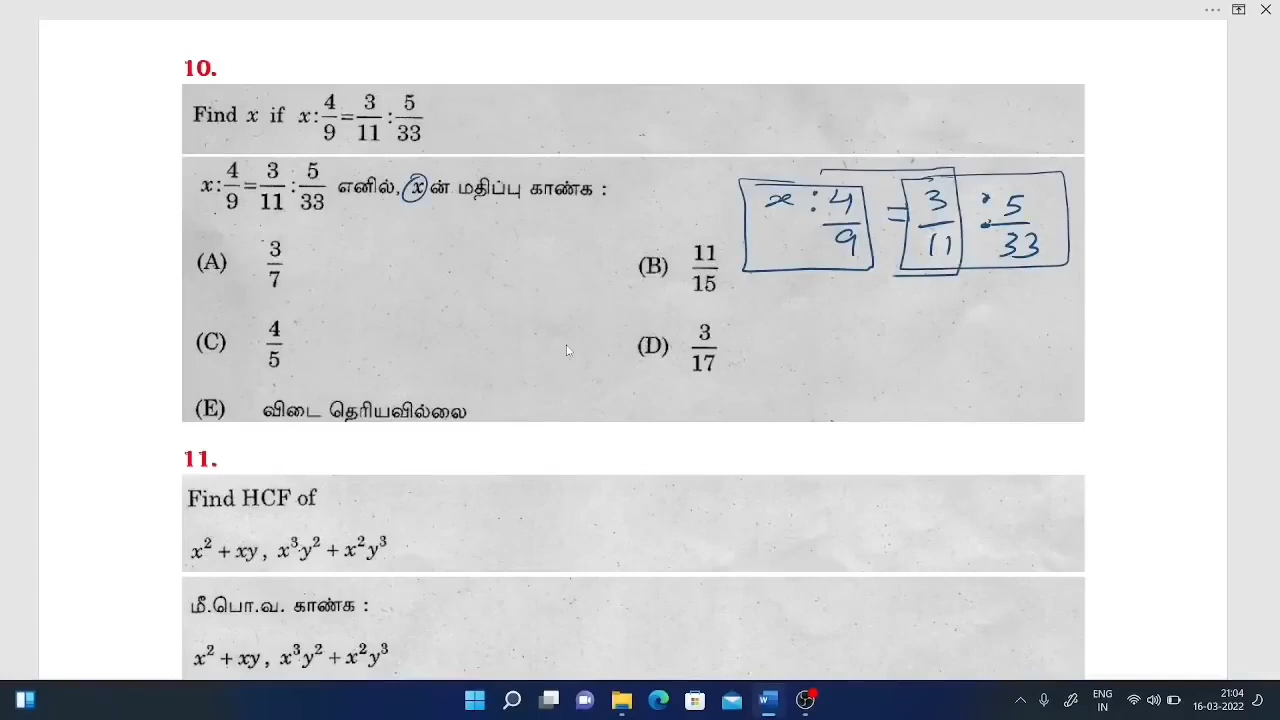 10.
Find x if x : 4/9 = 3/11 : 5/33
x : 4/9 = 3/11 : 5/33 எனில், xன் மதிப்பு காண்க :
x : 4/9 = 3/11 : 5/33
(A) 3/7
(B) 11/15
(C) 4/5
(D) 3/17
(E) விடை தெரியவில்லை
11.
Find HCF of
x² + xy, x³y² + x²y³
மீ.பொ.வ. காண்க :
x² + xy, x³y² + x²y³
ENG
IN
21:04
16-03-2022